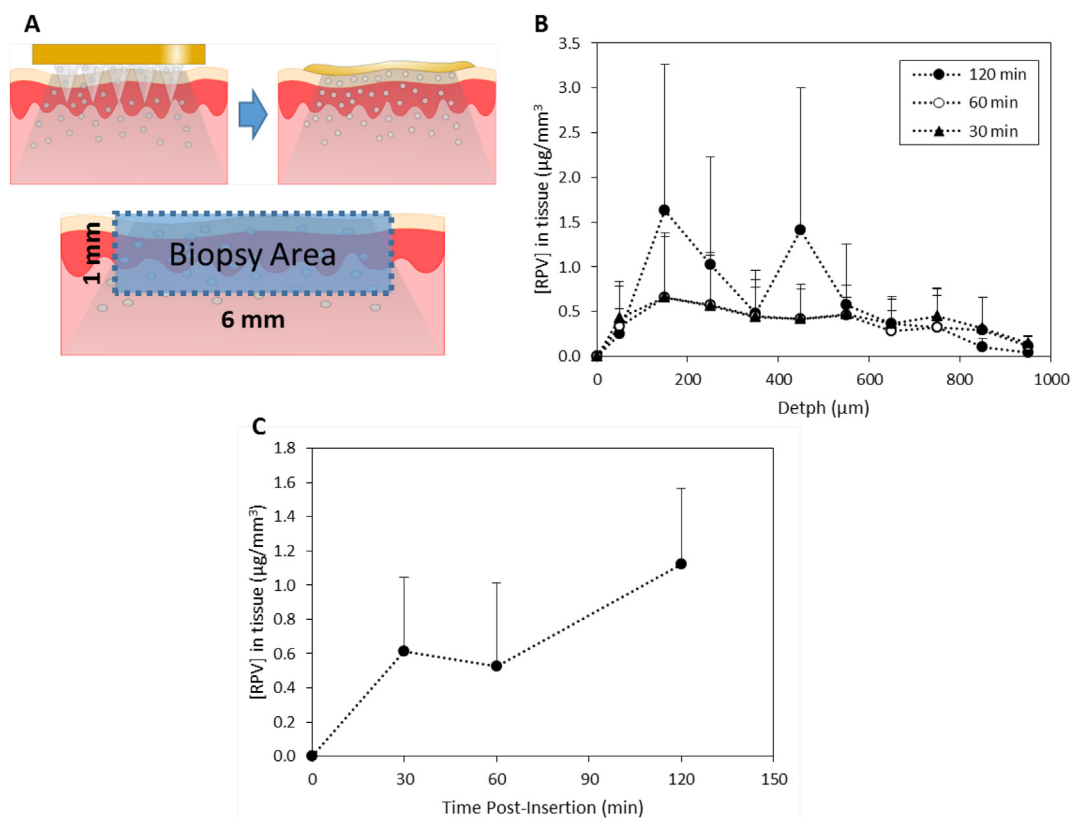 A
1 mm
Biopsy Area
6 mm
B
[RPV] in tissue (µg/mm³)
3.5
3.0
2.5
2.0
1.5
1.0
0.5
0.0
120 min
60 min
30 min
0
200
400
600
800
1000
Detph (µm)
C
[RPV] in tissue (µg/mm³)
1.8
1.6
1.4
1.2
1.0
0.8
0.6
0.4
0.2
0.0
0
30
60
90
120
150
Time Post-Insertion (min)